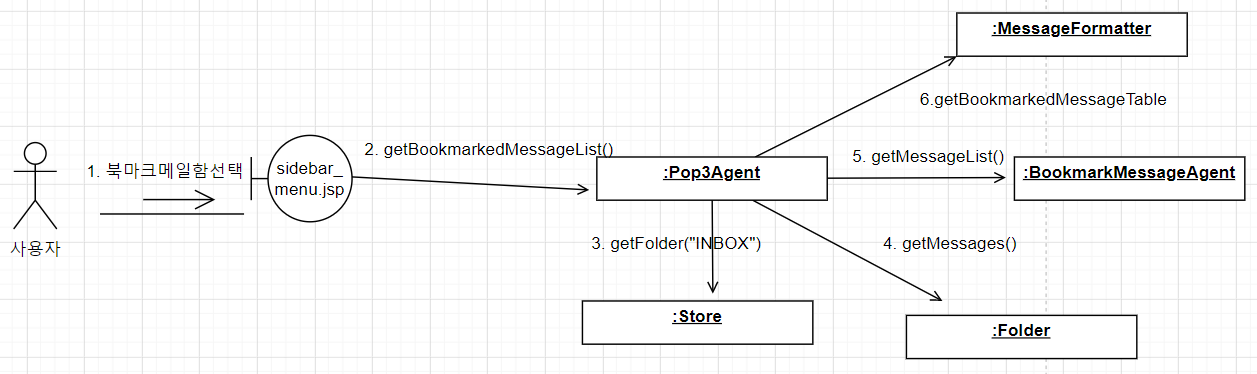 :MessageFormatter
6.getBookmarkedMessageTable
2. getBookmarkedMessageList()
5. getMessageList()
1. 북마크메일함선택
sidebar_
menu.jsp
:Pop3Agent
:BookmarkMessageAgent
사용자
3. getFolder("INBOX")
4. getMessages()
:Store
:Folder